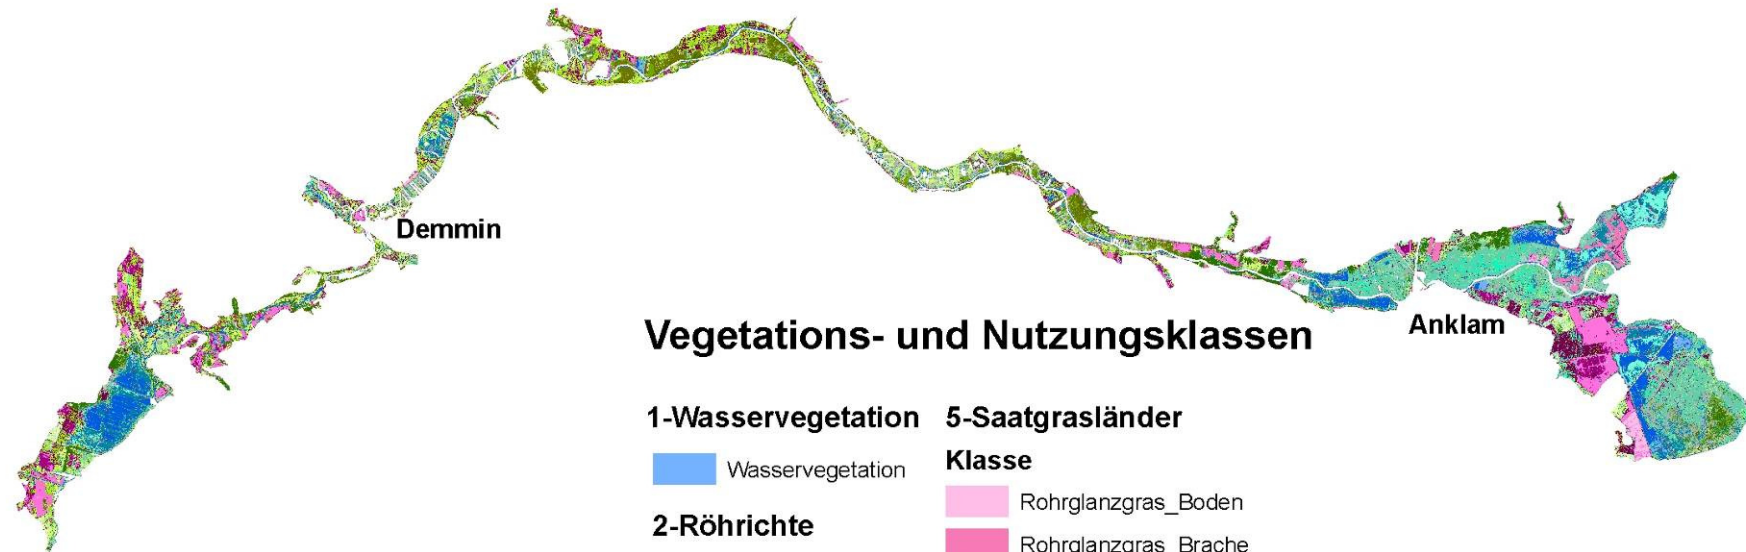 Demmin
Anklam
Vegetations- und Nutzungsklassen
1-Wasservegetation
Wasservegetation
2-Röhrichte
5-Saatgrasländer
Klasse
Rohrglanzgras_Boden
Rohrglanzgras_Brache